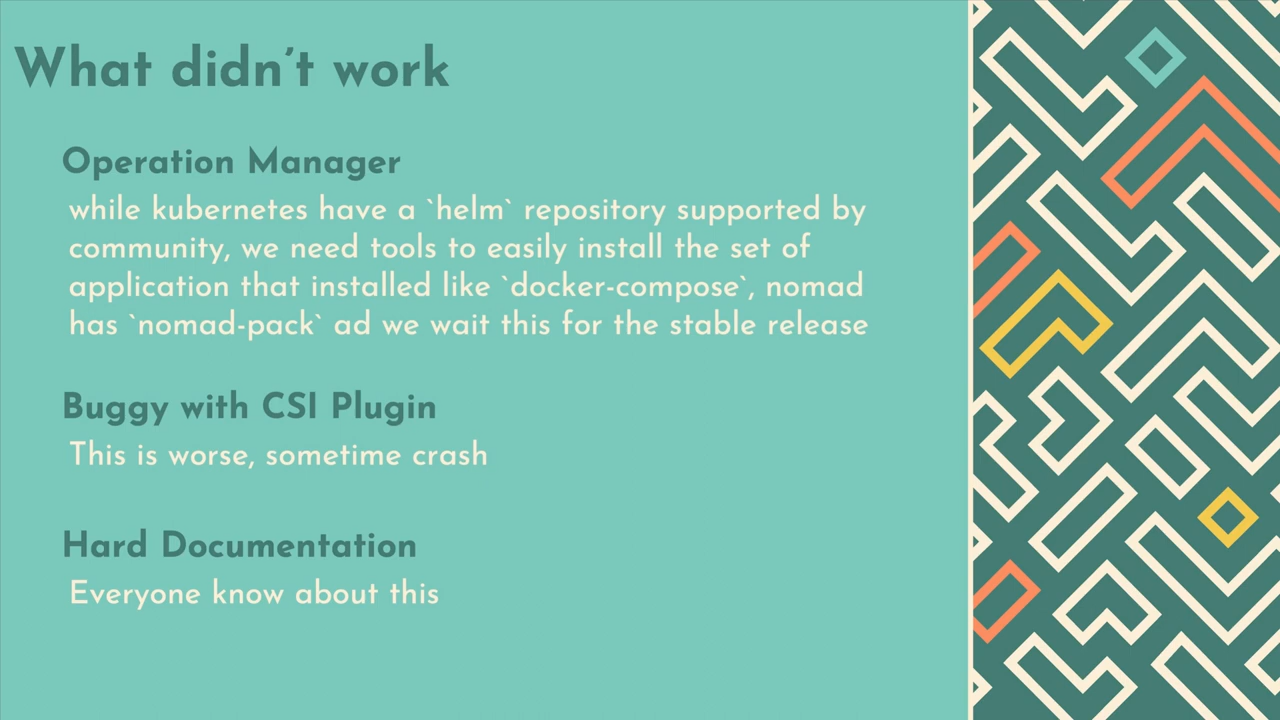 What didn’t work
Operation Manager
while kubernetes have a `helm` repository supported by
community, we need tools to easily install the set of
application that installed like `docker-compose`, nomad
has `nomad-pack` ad we wait this for the stable release
Buggy with CSI Plugin
This is worse, sometime crash
Hard Documentation
Everyone know about this